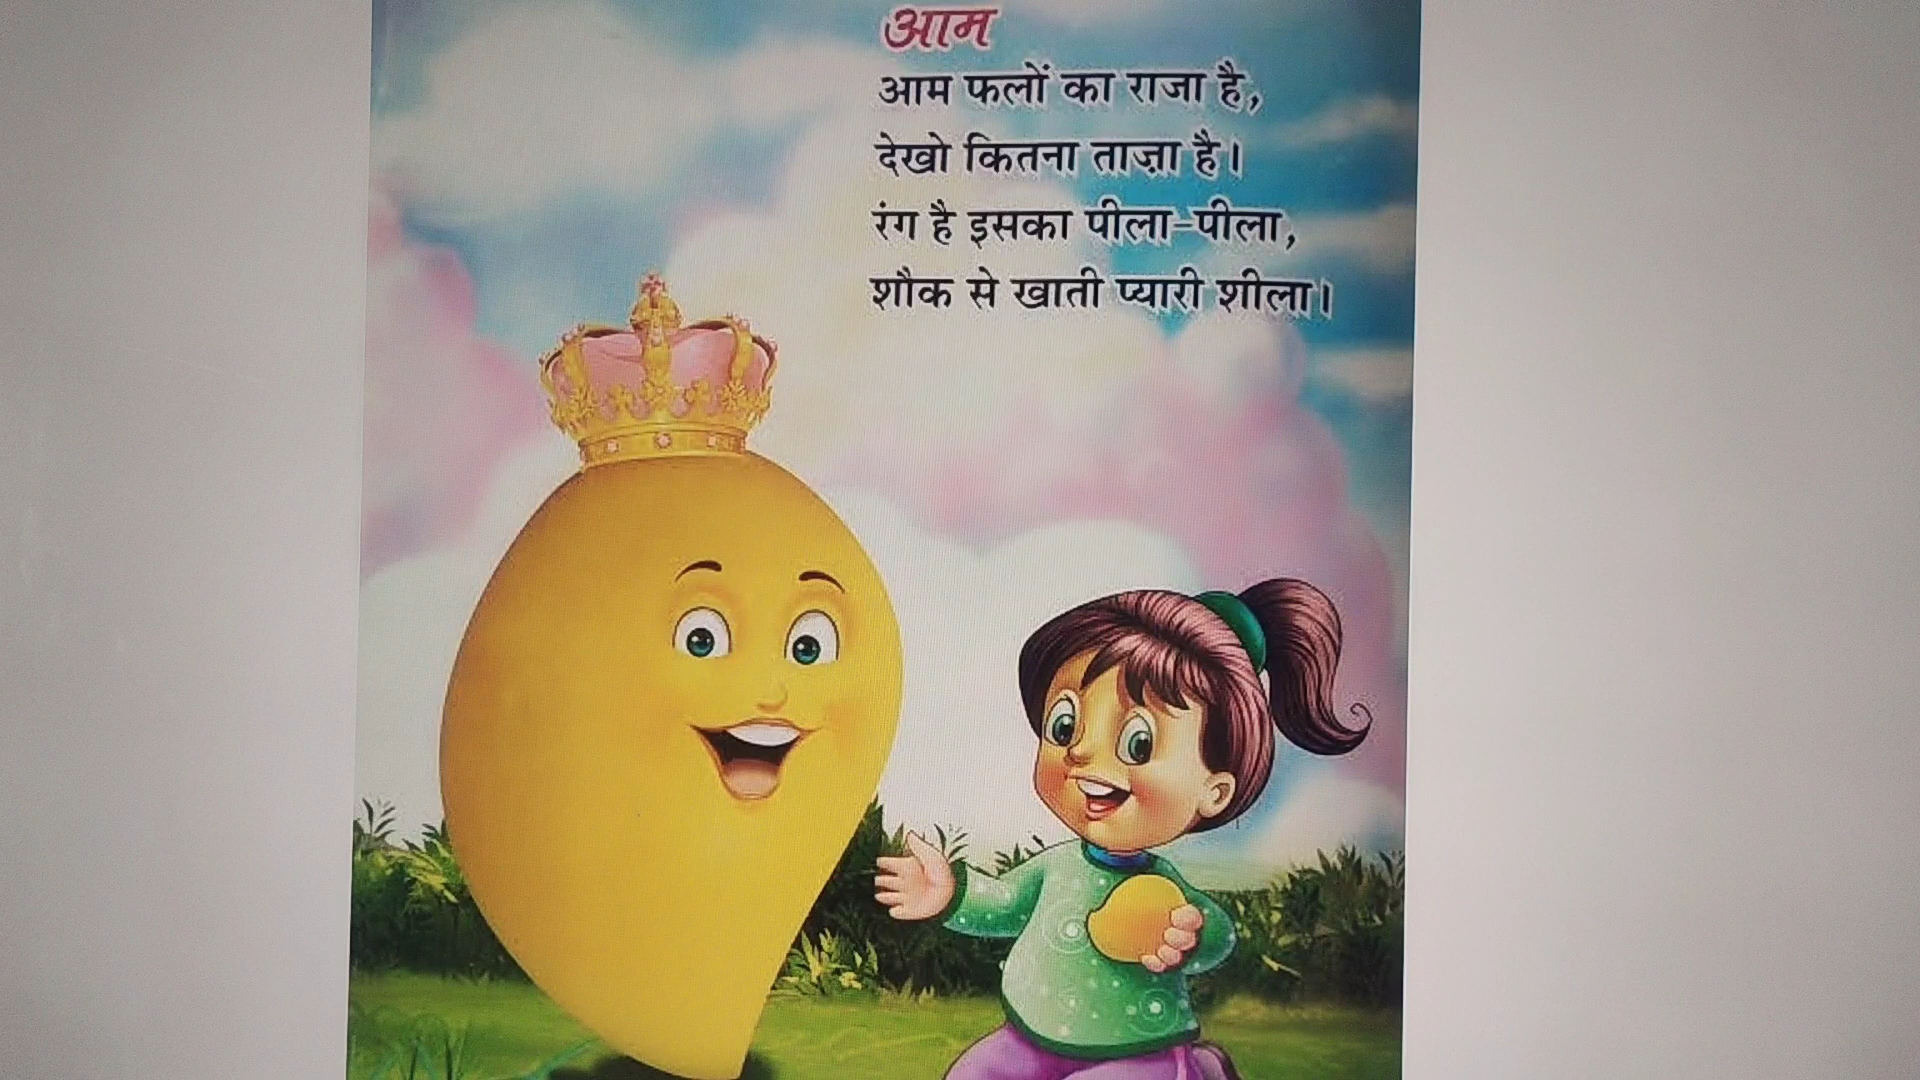 आम
आम फलों का राजा है,
देखो कितना ताज़ा है।
रंग है इसका पीला-पीला,
शौक से खाती प्यारी शीला।